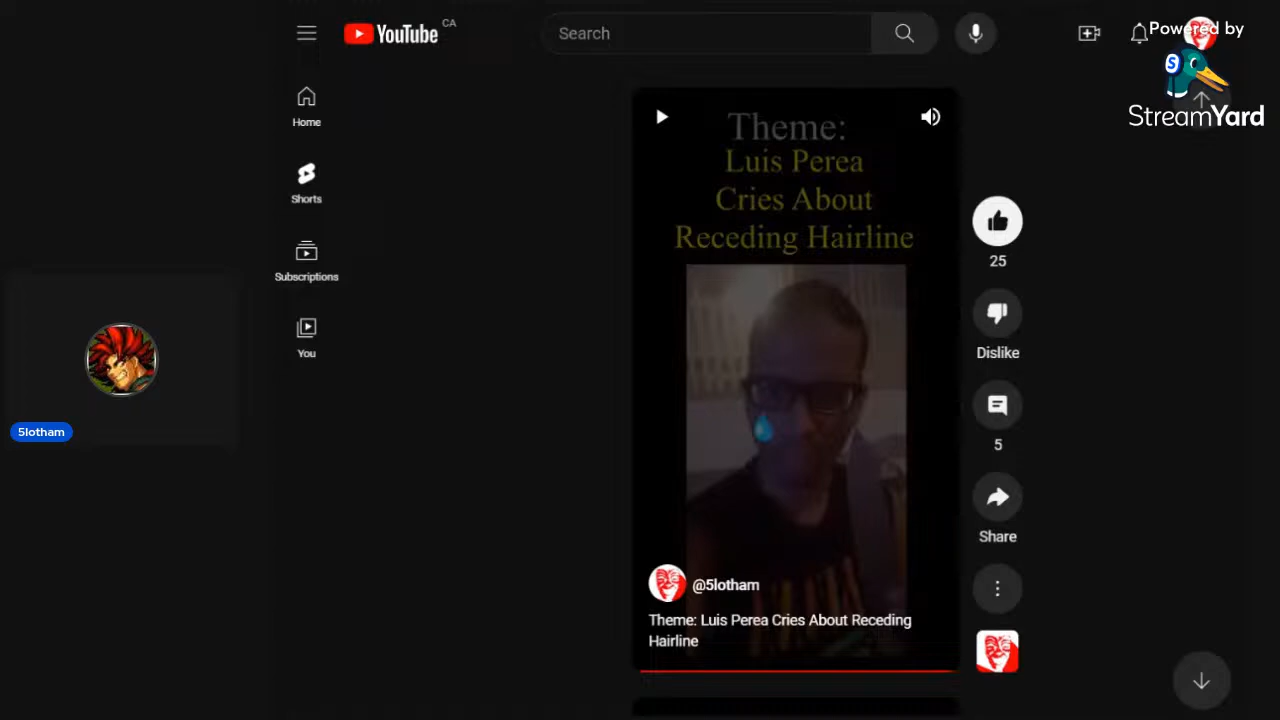 YouTube CA
Search
Powered by
StreamYard
Home
Shorts
Subscriptions
You
5lotham
Theme:
Luis Perea
Cries About
Receding Hairline
25
Dislike
5
Share
@5lotham
Theme: Luis Perea Cries About Receding
Hairline